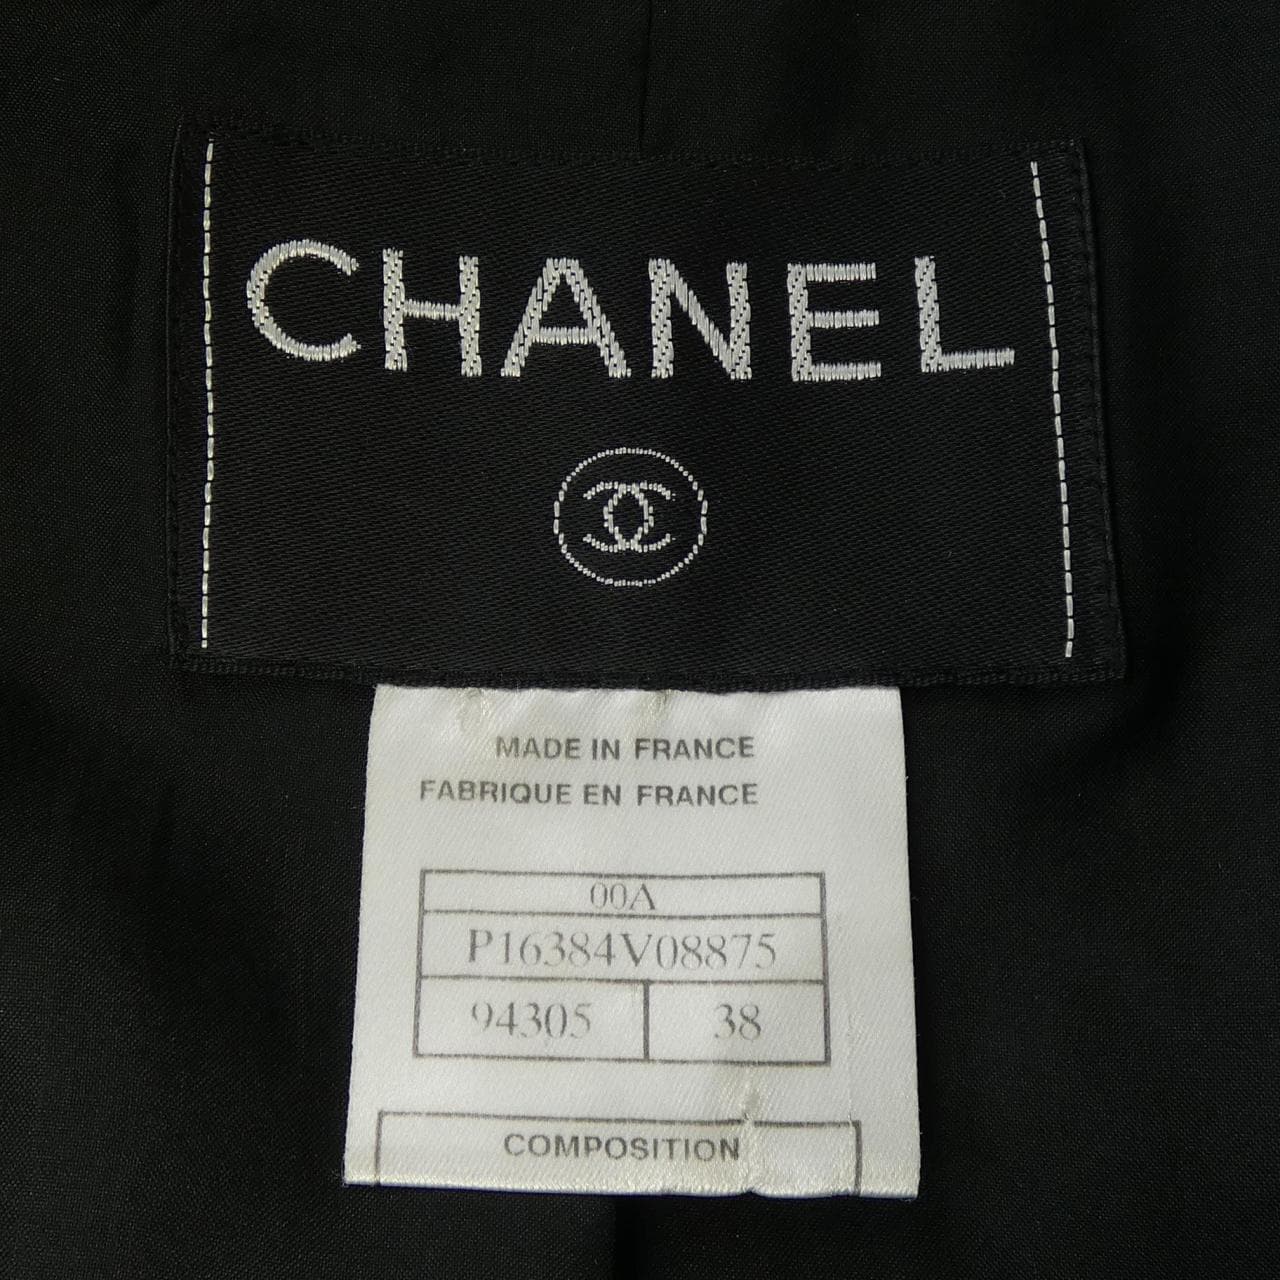 CHANEL
MADE IN FRANCE
FABRIQUE EN FRANCE
00A
P16384V08875
94305 38
COMPOSITION